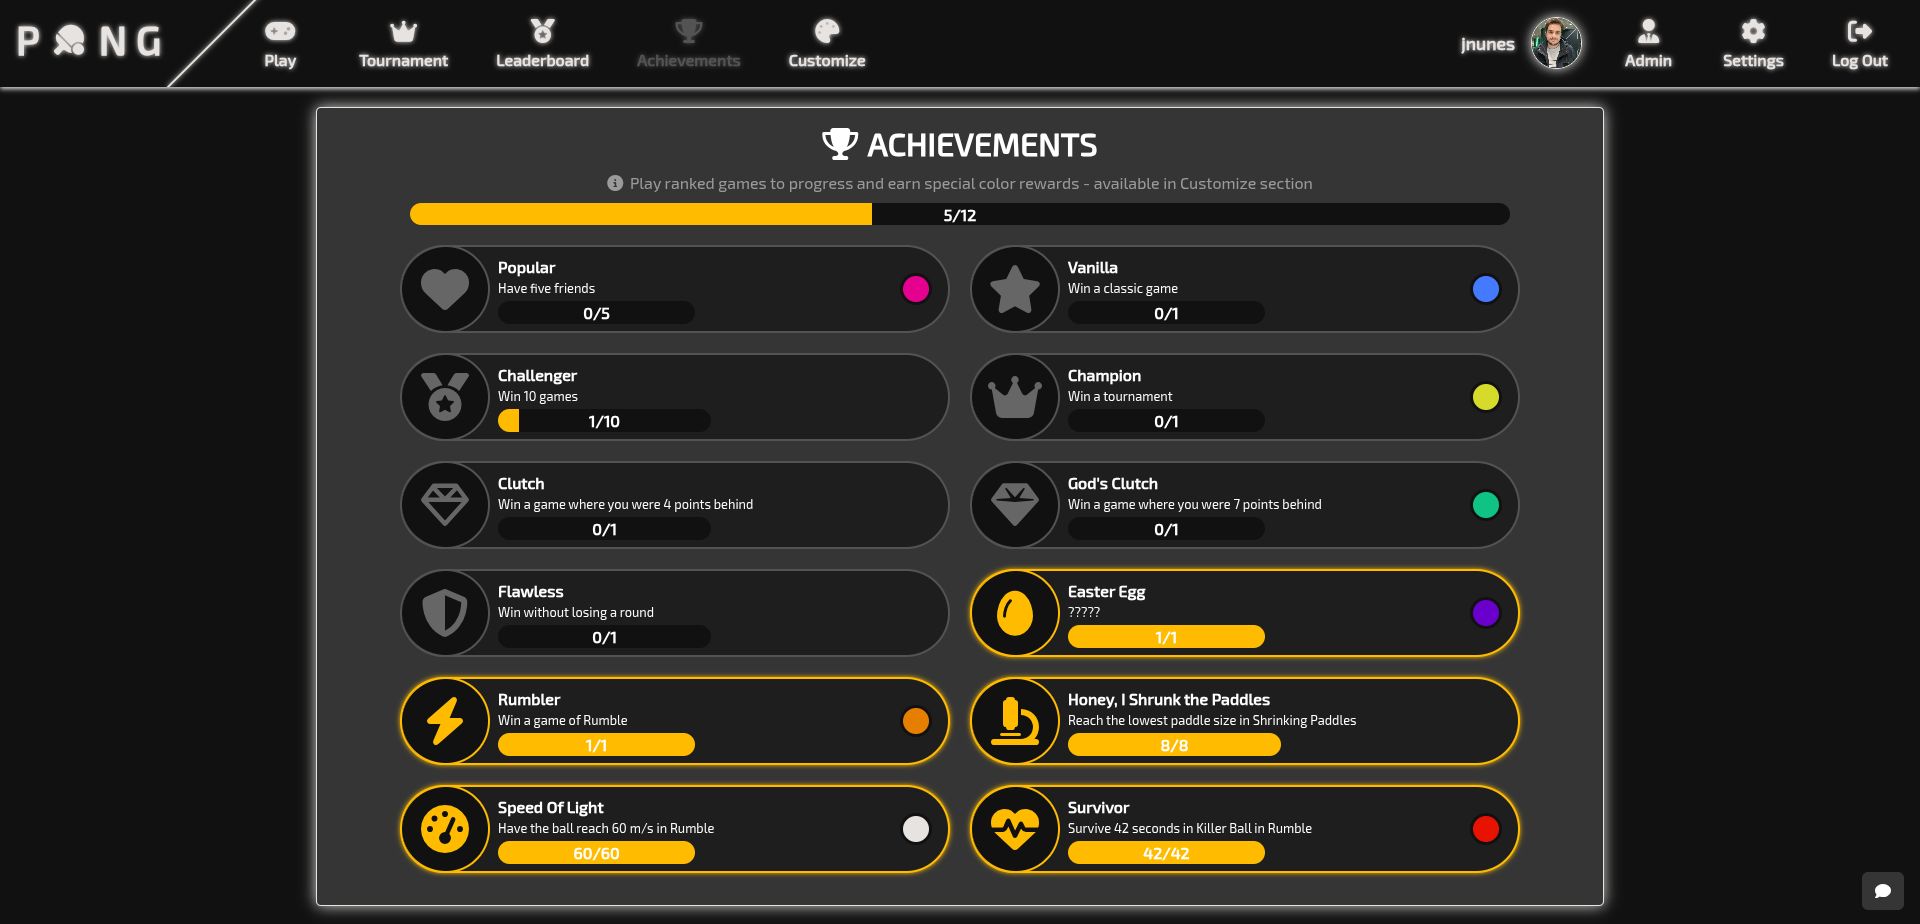 P NG
Play
Tournament
Leaderboard
Achievements
Customize
jnunes
Admin
Settings
Log Out
ACHIEVEMENTS
Play ranked games to progress and earn special color rewards - available in Customize section
5/12
Popular
Have five friends
0/5
Vanilla
Win a classic game
0/1
Challenger
Win 10 games
1/10
Champion
Win a tournament
0/1
Clutch
Win a game where you were 4 points behind
0/1
God's Clutch
Win a game where you were 7 points behind
0/1
Flawless
Win without losing a round
0/1
Easter Egg
?????
1/1
Rumbler
Win a game of Rumble
1/1
Honey, I Shrunk the Paddles
Reach the lowest paddle size in Shrinking Paddles
8/8
Speed Of Light
Have the ball reach 60 m/s in Rumble
60/60
Survivor
Survive 42 seconds in Killer Ball in Rumble
42/42